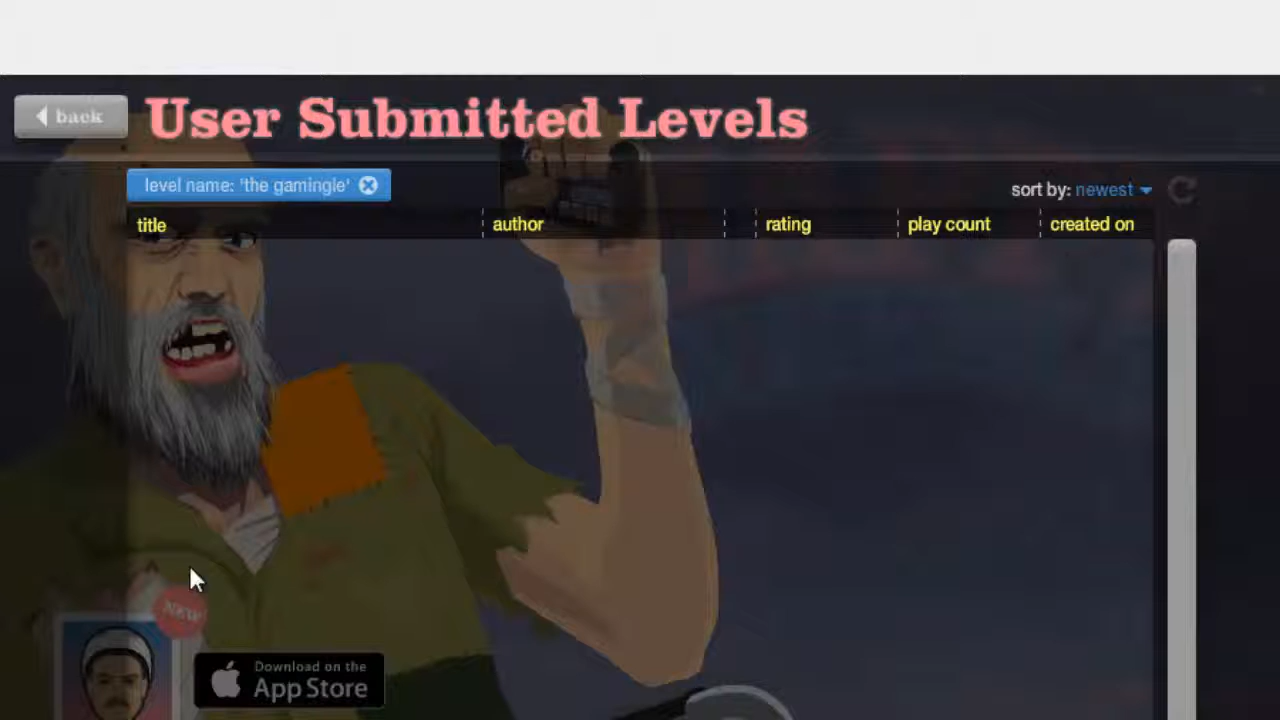 back
User Submitted Levels
level name: 'the gamingle'
sort by: newest
title author rating play count created on
NEW
Download on the
App Store